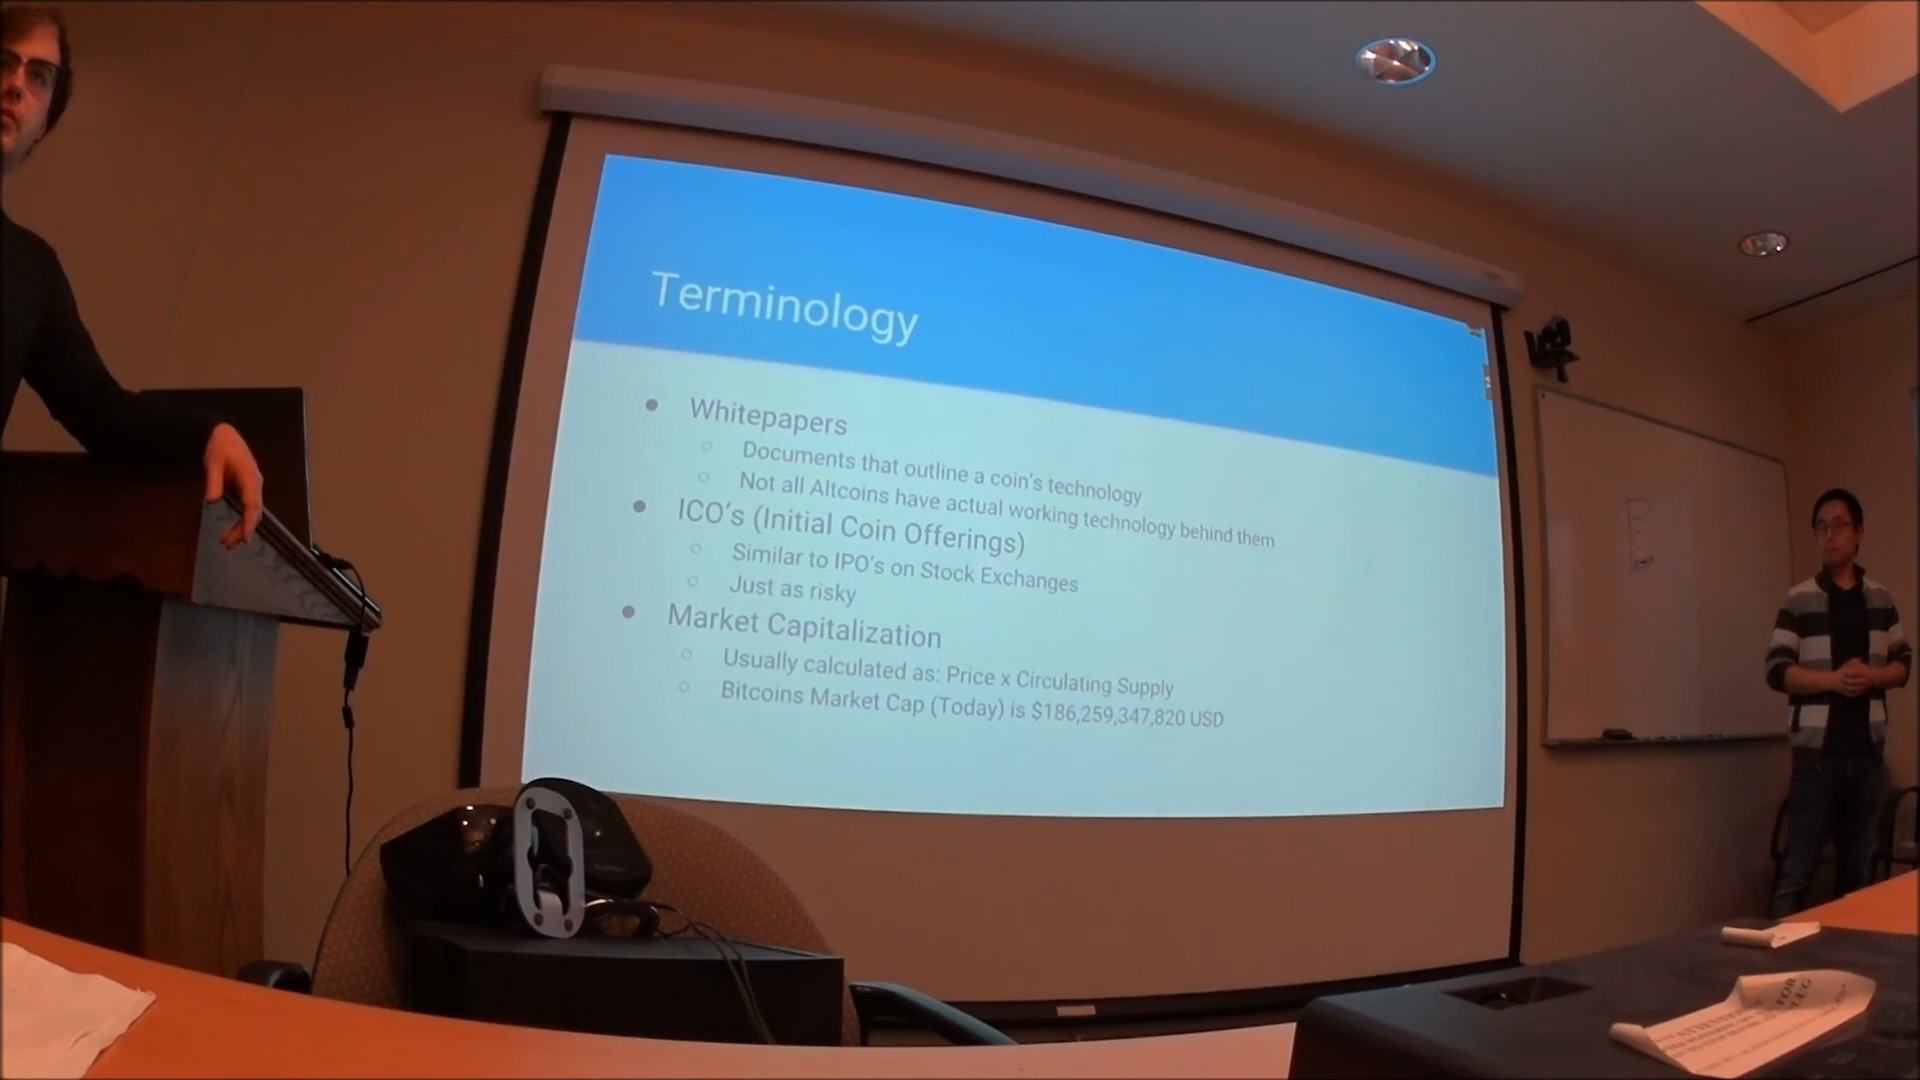 Terminology
Whitepapers
Documents that outline a coin's technology
Not all Altcoins have actual working technology behind them
ICO's (Initial Coin Offerings)
Similar to IPO's on Stock Exchanges
Just as risky
Market Capitalization
Usually calculated as: Price x Circulating Supply
Bitcoins Market Cap (Today) is $186,259,347,820 USD